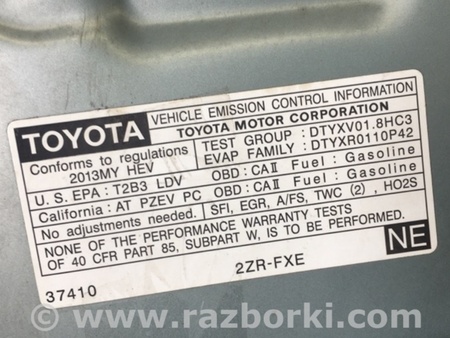 TOYOTA
VEHICLE EMISSION CONTROL INFORMATION
TOYOTA MOTOR CORPORATION
Conforms to regulations
2013MY HEV
TEST GROUP : DTYXV01.8HC3
EVAP FAMILY : DTYXR0110P42
U.S. EPA : T2B3 LDV OBD : CAⅡ Fuel : Gasoline
California : AT PZEV PC OBD : CAⅡ Fuel : Gasoline
No adjustments needed. SFI, EGR, A/FS, TWC (2) , HO2S
NONE OF THE PERFORMANCE WARRANTY TESTS
OF 40 CFR PART 85, SUBPART W, IS TO BE PERFORMED.
NE
2ZR-FXE
37410
www.razborki.com